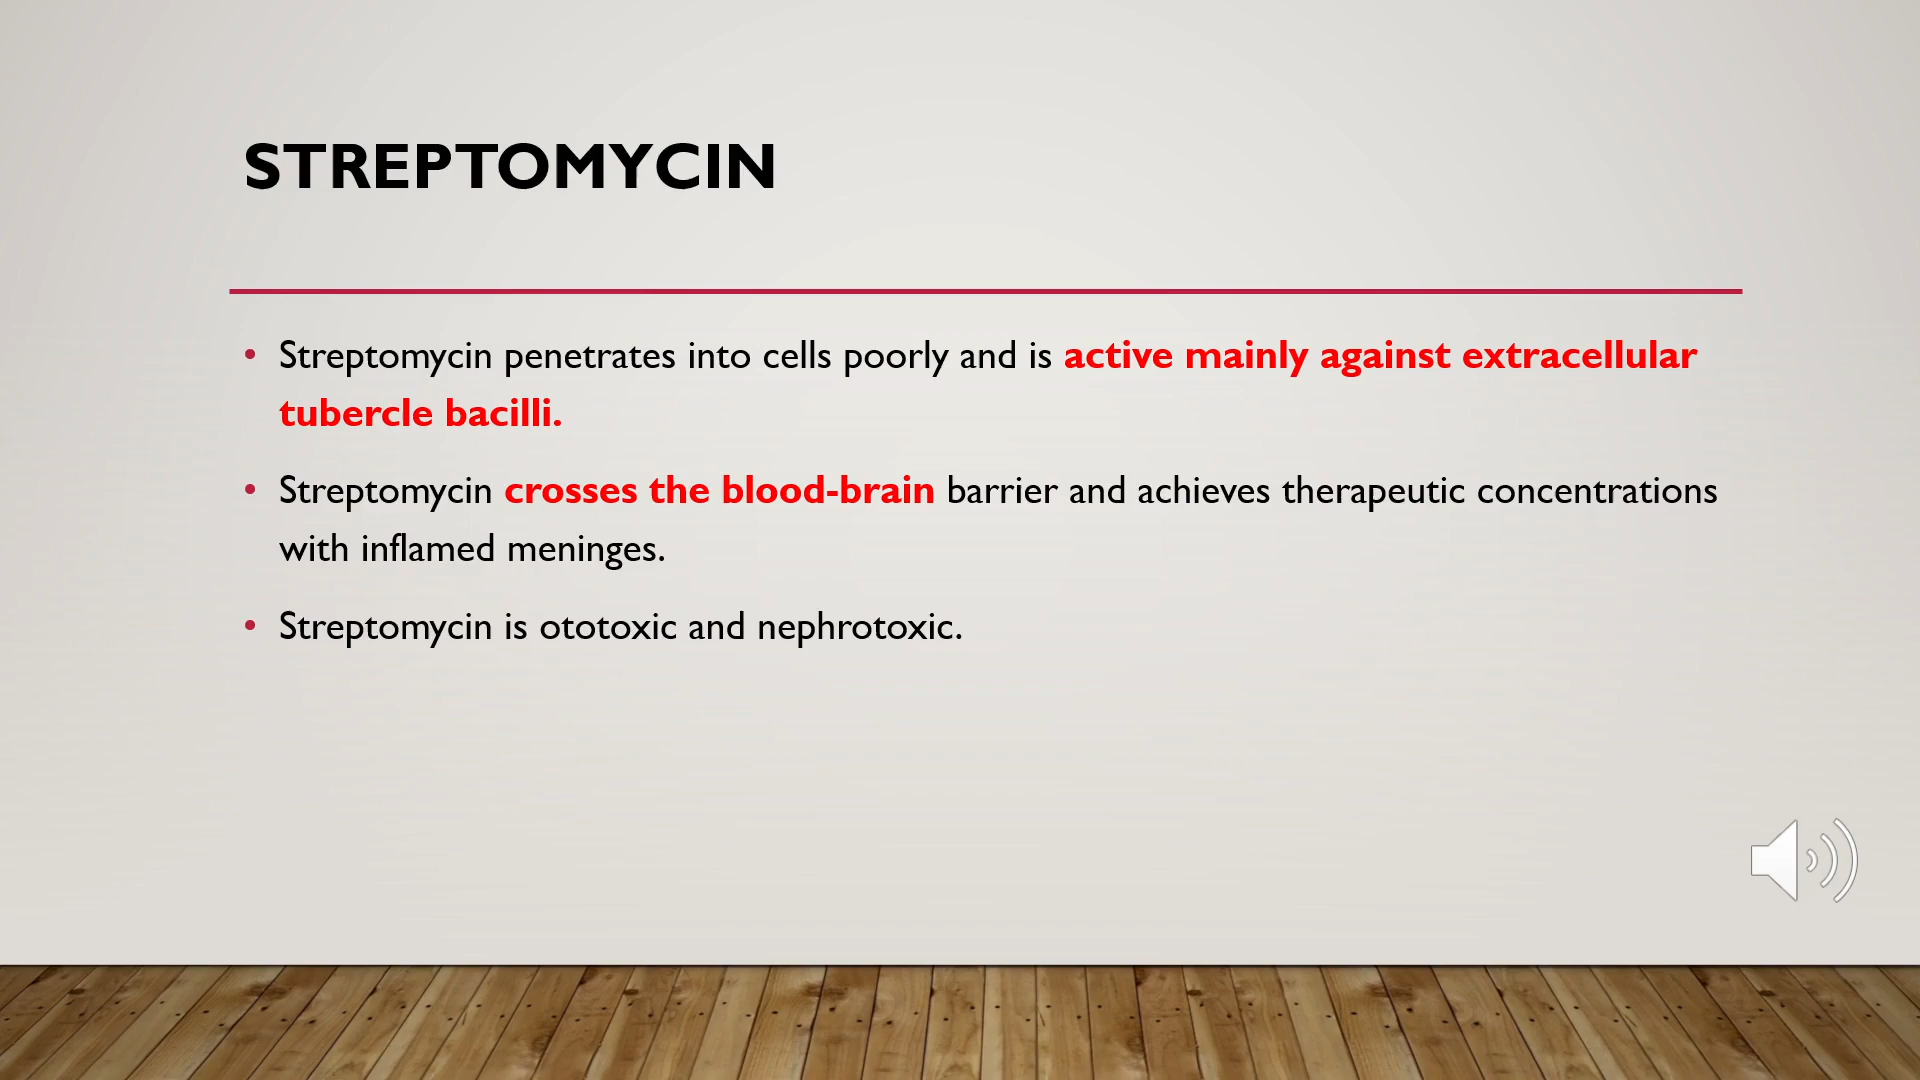 STREPTOMYCIN
• Streptomycin penetrates into cells poorly and is active mainly against extracellular
tubercle bacilli.
• Streptomycin crosses the blood-brain barrier and achieves therapeutic concentrations
with inflamed meninges.
• Streptomycin is ototoxic and nephrotoxic.